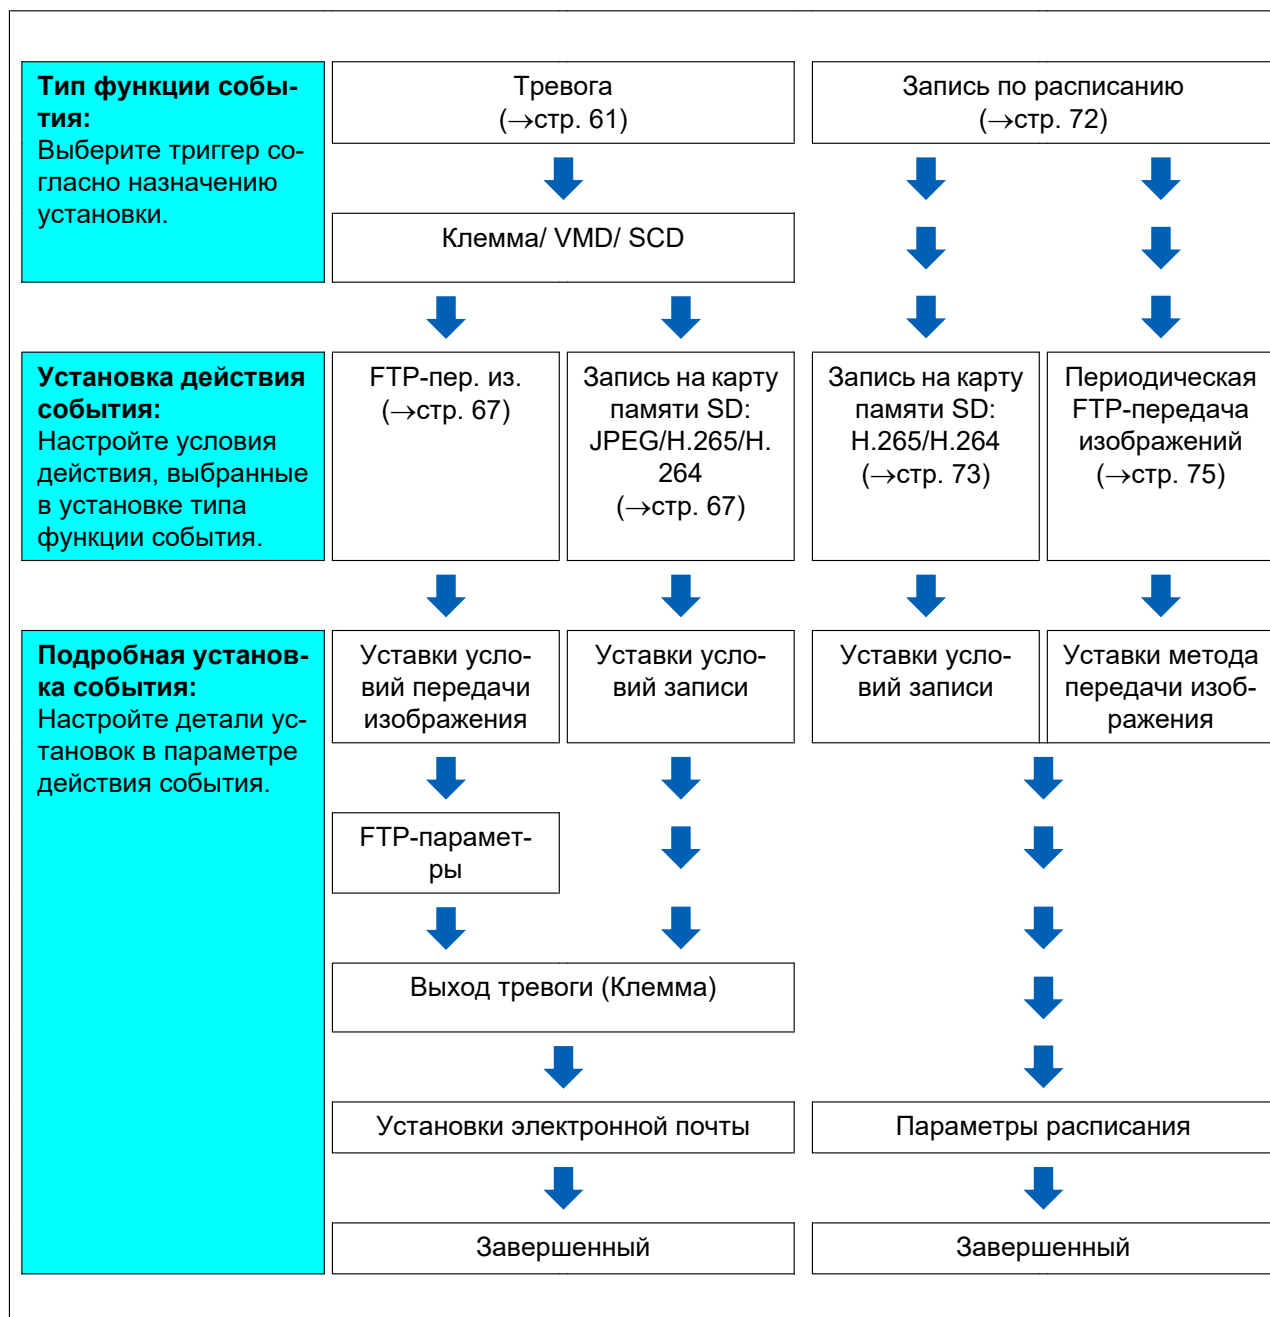 Тип функции собы-
тия:
Выберите триггер со-
гласно назначению
установки.
Тревога
(→стр. 61)
Запись по расписанию
(→стр. 72)
Клемма/ VMD/ SCD
Установка действия
события:
Настройте условия
действия, выбранные
в установке типа
функции события.
FTP-пер. из.
(→стр. 67)
Запись на карту
памяти SD:
JPEG/H.265/H.
264
(→стр. 67)
Запись на карту
памяти SD:
H.265/H.264
(→стр. 73)
Периодическая
FTP-передача
изображений
(→стр. 75)
Подробная установ-
ка события:
Настройте детали ус-
тановок в параметре
действия события.
Уставки усло-
вий передачи
изображения
Уставки усло-
вий записи
Уставки усло-
вий записи
Уставки метода
передачи изоб-
ражения
FTP-парамет-
ры
Выход тревоги (Клемма)
Установки электронной почты
Параметры расписания
Завершенный
Завершенный